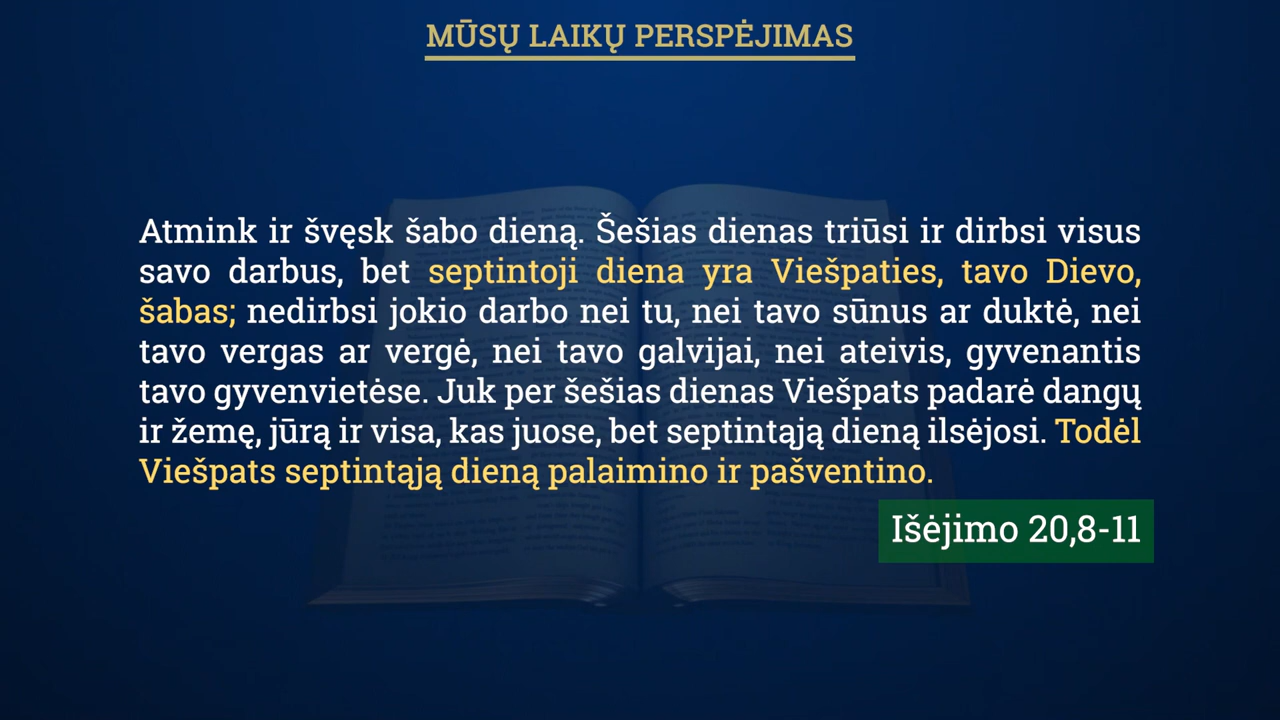 MŪSŲ LAIKŲ PERSPĖJIMAS
Atmink ir švęsk šabo dieną. Šešias dienas triūsi ir dirbsi visus
savo darbus, bet septintoji diena yra Viešpaties, tavo Dievo,
šabas; nedirbsi jokio darbo nei tu, nei tavo sūnus ar duktė, nei
tavo vergas ar vergė, nei tavo galvijai, nei ateivis, gyvenantis
tavo gyvenvietėse. Juk per šešias dienas Viešpats padarė dangų
ir žemę, jūrą ir visa, kas juose, bet septintąją dieną ilsėjosi. Todėl
Viešpats septintąją dieną palaimino ir pašventino.
Išėjimo 20,8-11